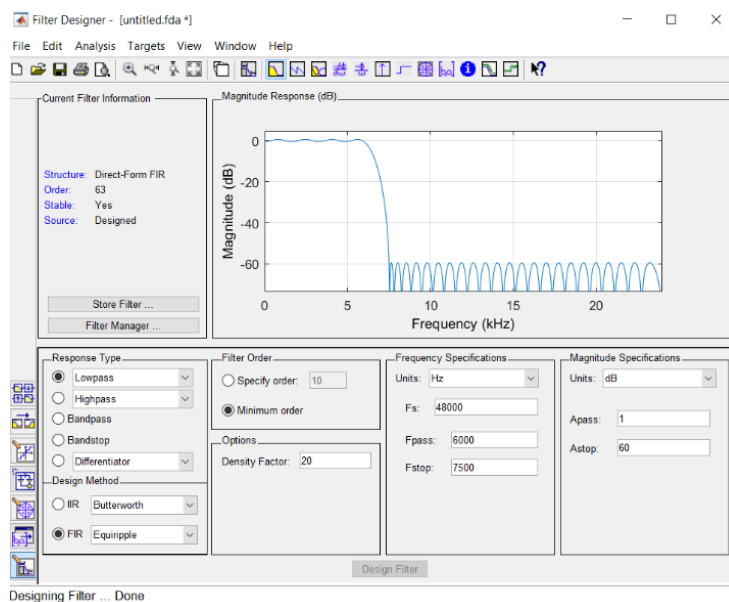 Filter Designer - [untitled.fda *]
File Edit Analysis Targets View Window Help
Current Filter Information
Structure: Direct-Form FIR
Order: 63
Stable: Yes
Source: Designed
Store Filter ...
Filter Manager ...
Magnitude Response (dB)
Magnitude (dB)
0
-20
-40
-60
0 5 10 15 20
Frequency (kHz)
Response Type
Lowpass
Highpass
Bandpass
Bandstop
Differentiator
Design Method
IIR Butterworth
FIR Equiripple
Filter Order
Specify order: 10
Minimum order
Options
Density Factor: 20
Frequency Specifications
Units: Hz
Fs: 48000
Fpass: 6000
Fstop: 7500
Magnitude Specifications
Units: dB
Apass: 1
Astop: 60
Design Filter
Designing Filter ... Done